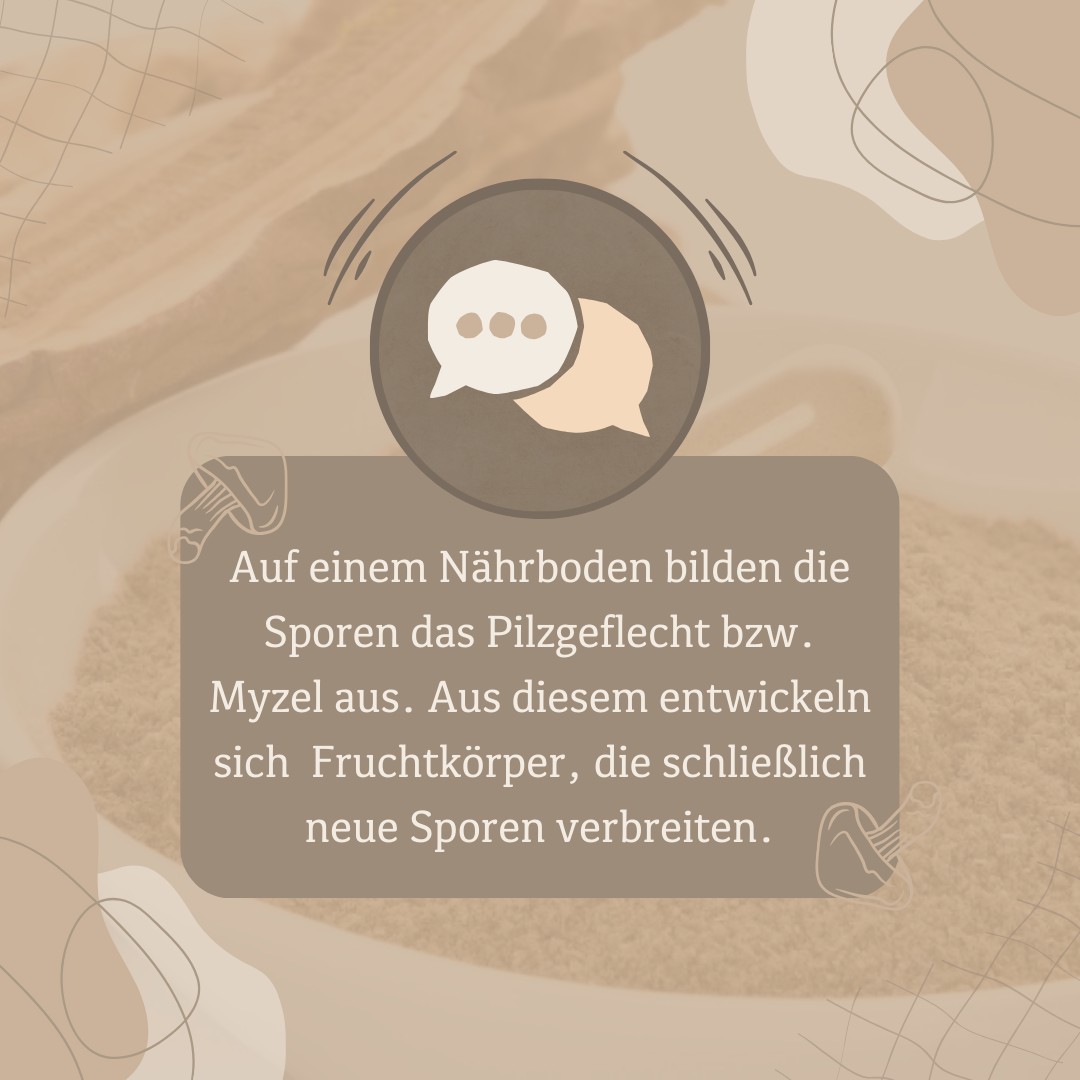 Auf einem Nährboden bilden die
Sporen das Pilzgeflecht bzw.
Myzel aus. Aus diesem entwickeln
sich  Fruchtkörper, die schließlich
neue Sporen verbreiten.